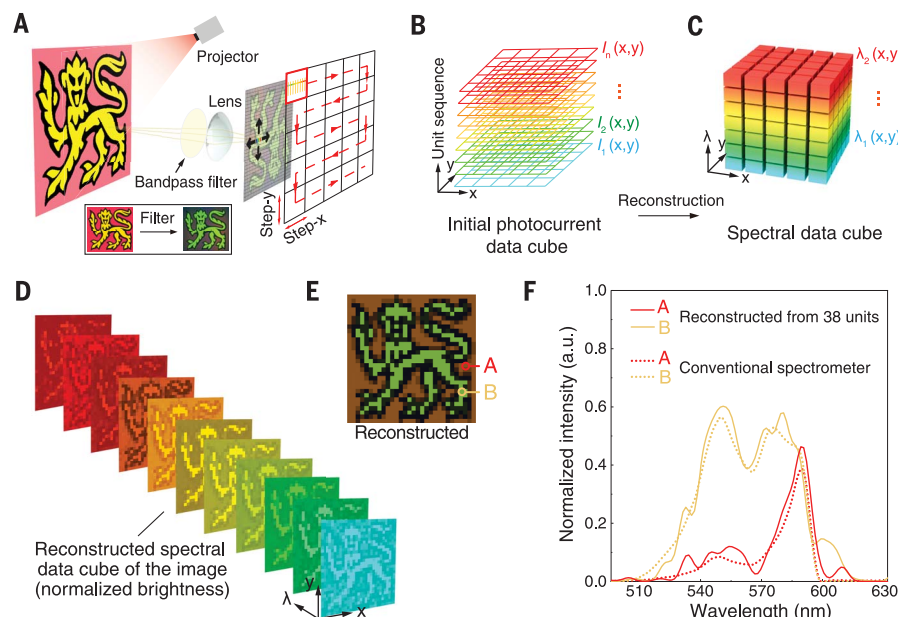 A
Projector
Lens
Bandpass filter
Filter
Step-y
Step-x
B
Unit sequence
y
x
Iₙ (x,y)
I₂ (x,y)
I₁ (x,y)
Initial photocurrent
data cube
Reconstruction
C
λ
y
x
λ₂ (x,y)
λ₁ (x,y)
Spectral data cube
D
Reconstructed spectral
data cube of the image
(normalized brightness)
y
λ
x
E
A
B
Reconstructed
F
Normalized intensity (a.u.)
1.0
0.8
0.6
0.4
0.2
0.0
A
B
Reconstructed from 38 units
A
B
Conventional spectrometer
510 540 570 600 630
Wavelength (nm)